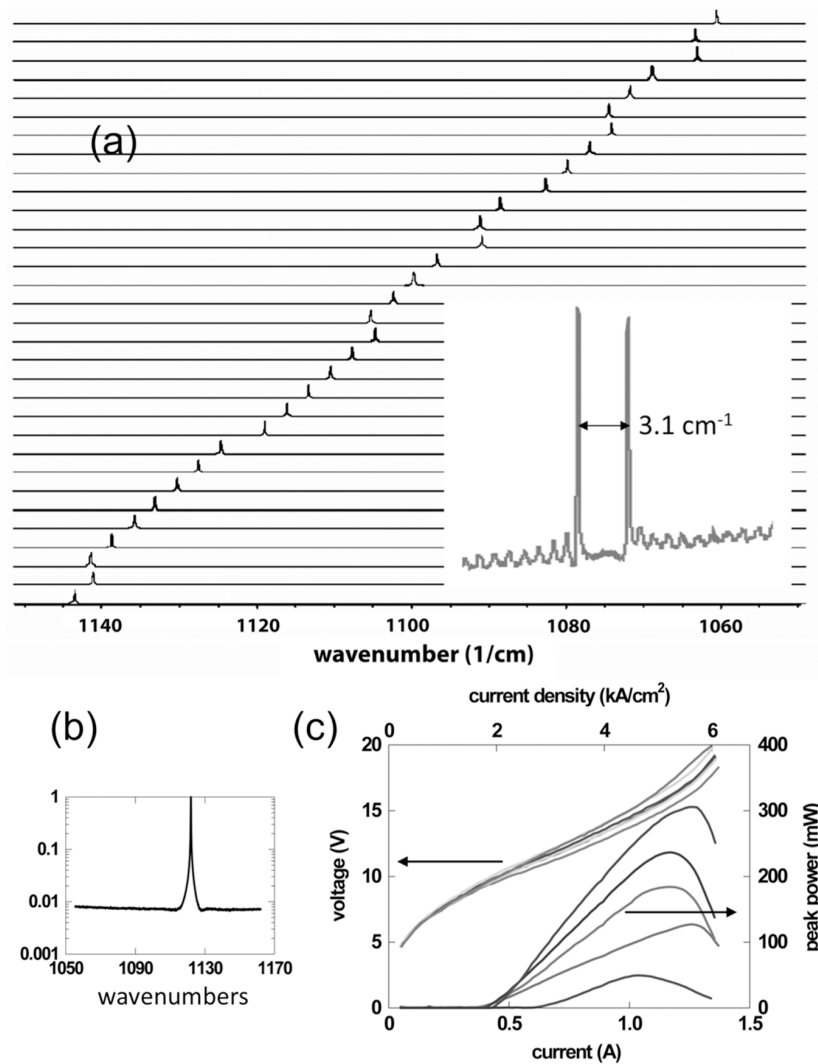 (a)
3.1 cm⁻¹
1140 1120 1100 1080 1060
wavenumber (1/cm)
(b)
1
0.1
0.01
0.001
1050 1090 1130 1170
wavenumbers
(c)
current density (kA/cm²)
0 2 4 6
20
15
10
5
0
voltage (V)
400
300
200
100
0
peak power (mW)
0 0.5 1.0 1.5
current (A)